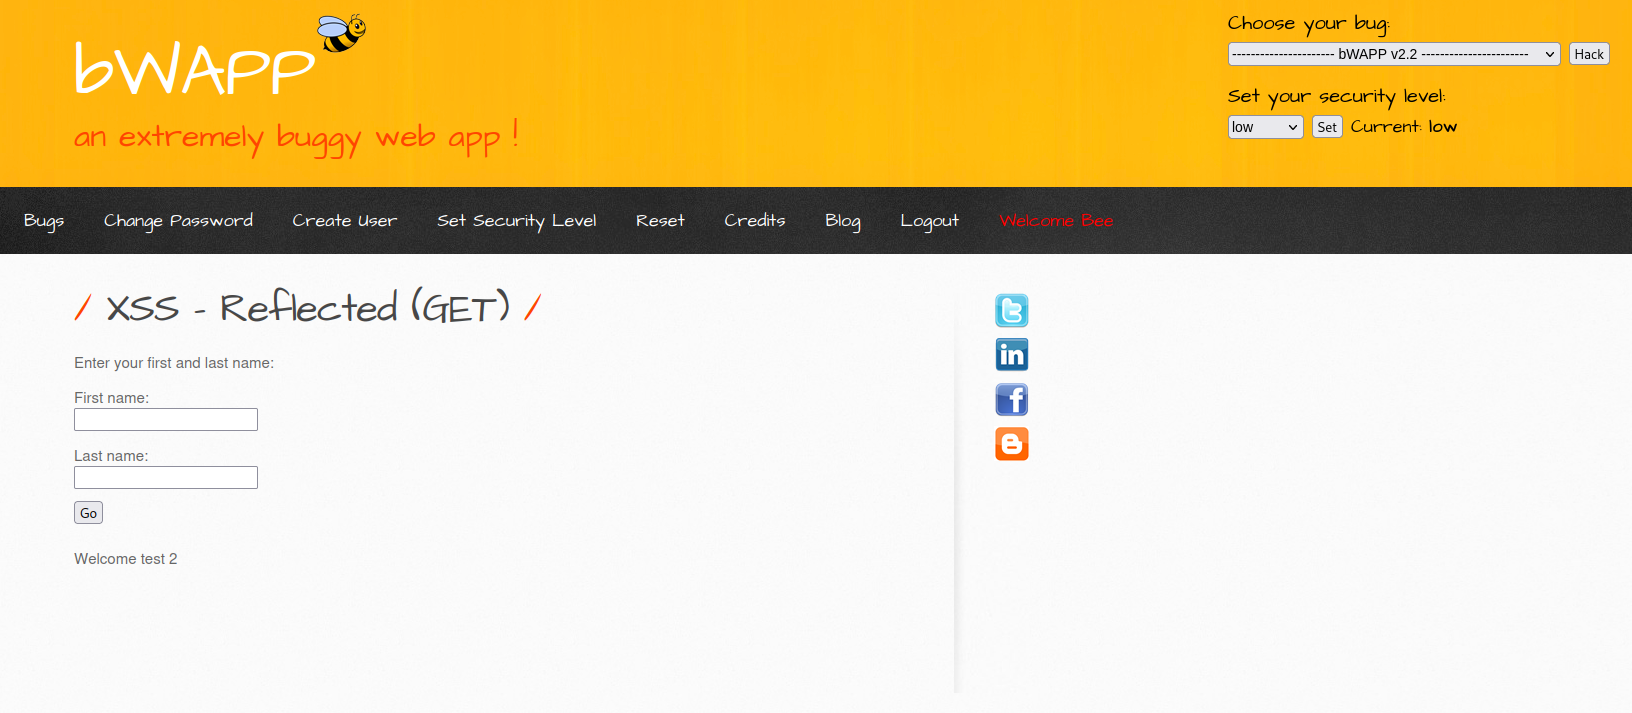 bWAPP
an extremely buggy web app !
Choose your bug:
---------------------- bWAPP v2.2 -----------------------
Hack
Set your security level:
low
Set
Current: low
Bugs
Change Password
Create User
Set Security Level
Reset
Credits
Blog
Logout
Welcome Bee
/ XSS - Reflected (GET) /
Enter your first and last name:
First name:
Last name:
Go
Welcome test 2
in
f